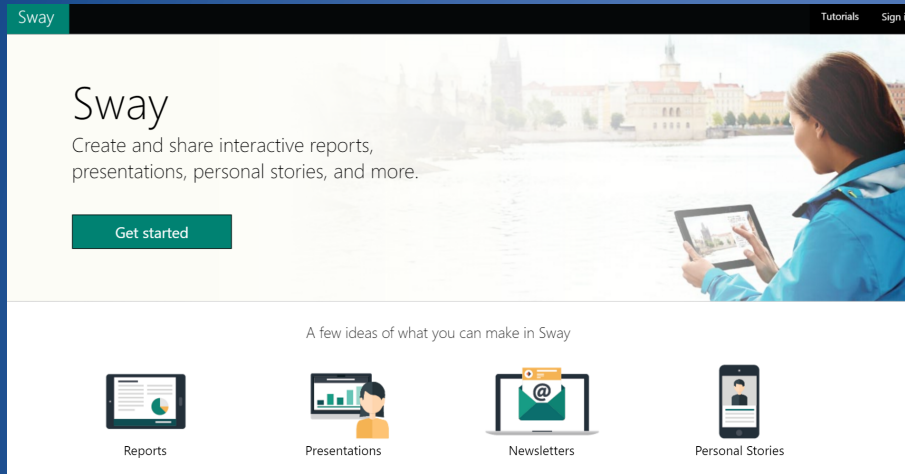 Sway
Tutorials
Sign i
Sway
Create and share interactive reports,
presentations, personal stories, and more.
Get started
A few ideas of what you can make in Sway
Reports
Presentations
Newsletters
Personal Stories